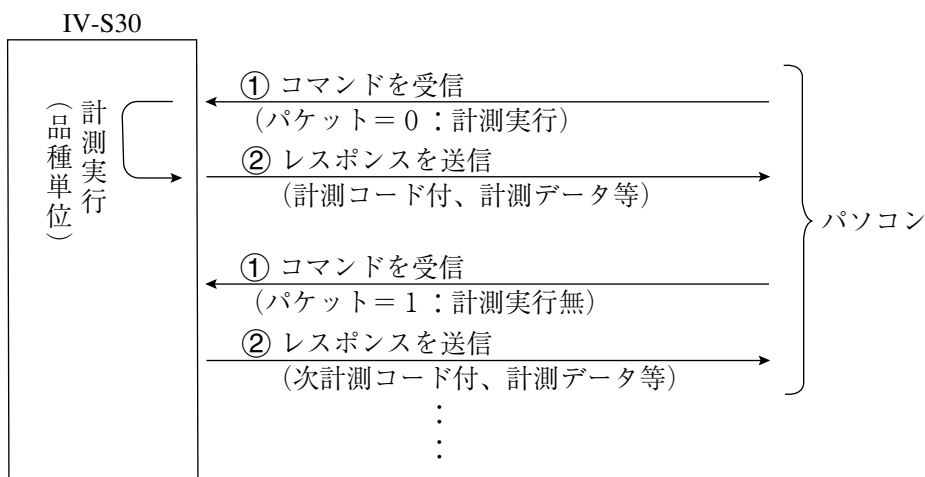 IV-S30
計測実行
（品種単位）
① コマンドを受信
（パケット＝０：計測実行）
② レスポンスを送信
（計測コード付、計測データ等）
① コマンドを受信
（パケット＝１：計測実行無）
② レスポンスを送信
（次計測コード付、計測データ等）
パソコン